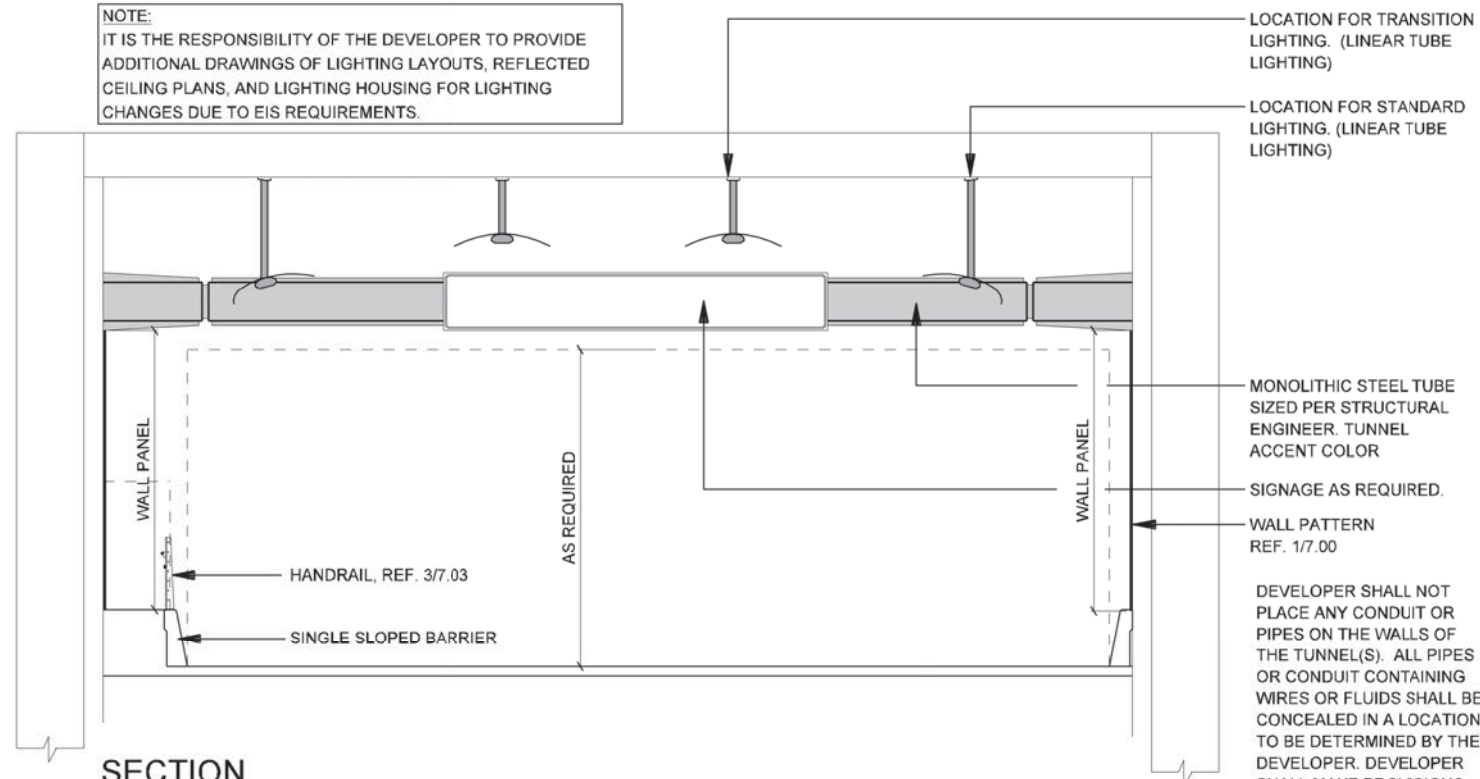 NOTE:
IT IS THE RESPONSIBILITY OF THE DEVELOPER TO PROVIDE
ADDITIONAL DRAWINGS OF LIGHTING LAYOUTS, REFLECTED
CEILING PLANS, AND LIGHTING HOUSING FOR LIGHTING
CHANGES DUE TO EIS REQUIREMENTS.
LOCATION FOR TRANSITION
LIGHTING. (LINEAR TUBE
LIGHTING)
LOCATION FOR STANDARD
LIGHTING. (LINEAR TUBE
LIGHTING)
MONOLITHIC STEEL TUBE
SIZED PER STRUCTURAL
ENGINEER. TUNNEL
ACCENT COLOR
SIGNAGE AS REQUIRED.
WALL PATTERN
REF. 1/7.00
WALL PANEL
AS REQUIRED
WALL PANEL
HANDRAIL, REF. 3/7.03
SINGLE SLOPED BARRIER
DEVELOPER SHALL NOT
PLACE ANY CONDUIT OR
PIPES ON THE WALLS OF
THE TUNNEL(S). ALL PIPES
OR CONDUIT CONTAINING
WIRES OR FLUIDS SHALL BE
CONCEALED IN A LOCATION
TO BE DETERMINED BY THE
DEVELOPER. DEVELOPER
SECTION